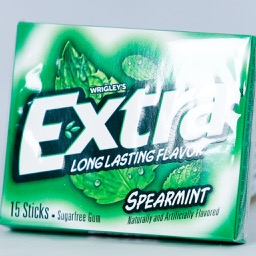 WRIGLEY'S
Extra
LONG LASTING FLAVOR
SPEARMINT
15 Sticks • Sugarfree Gum
Naturally and Artificially Flavored